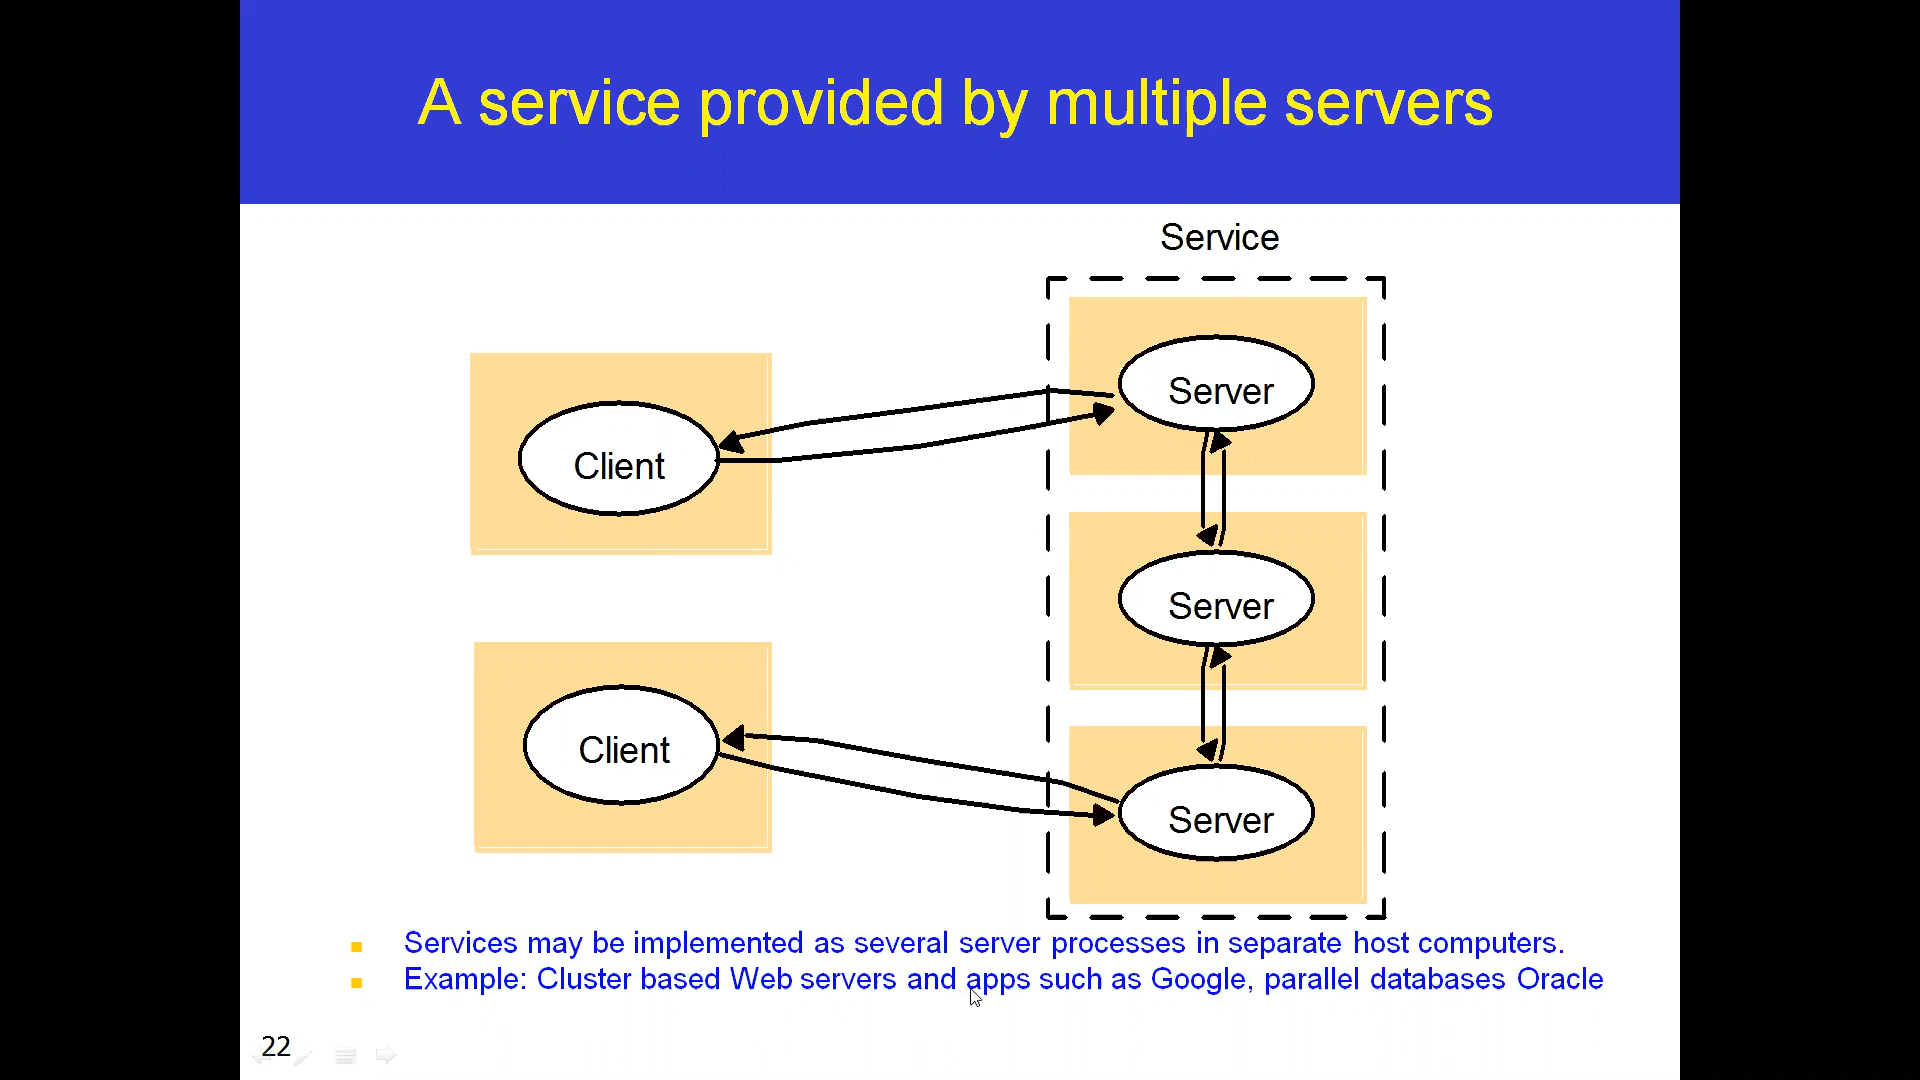 A service provided by multiple servers
Service
Server
Client
Server
Client
Server
Services may be implemented as several server processes in separate host computers.
Example: Cluster based Web servers and apps such as Google, parallel databases Oracle
22